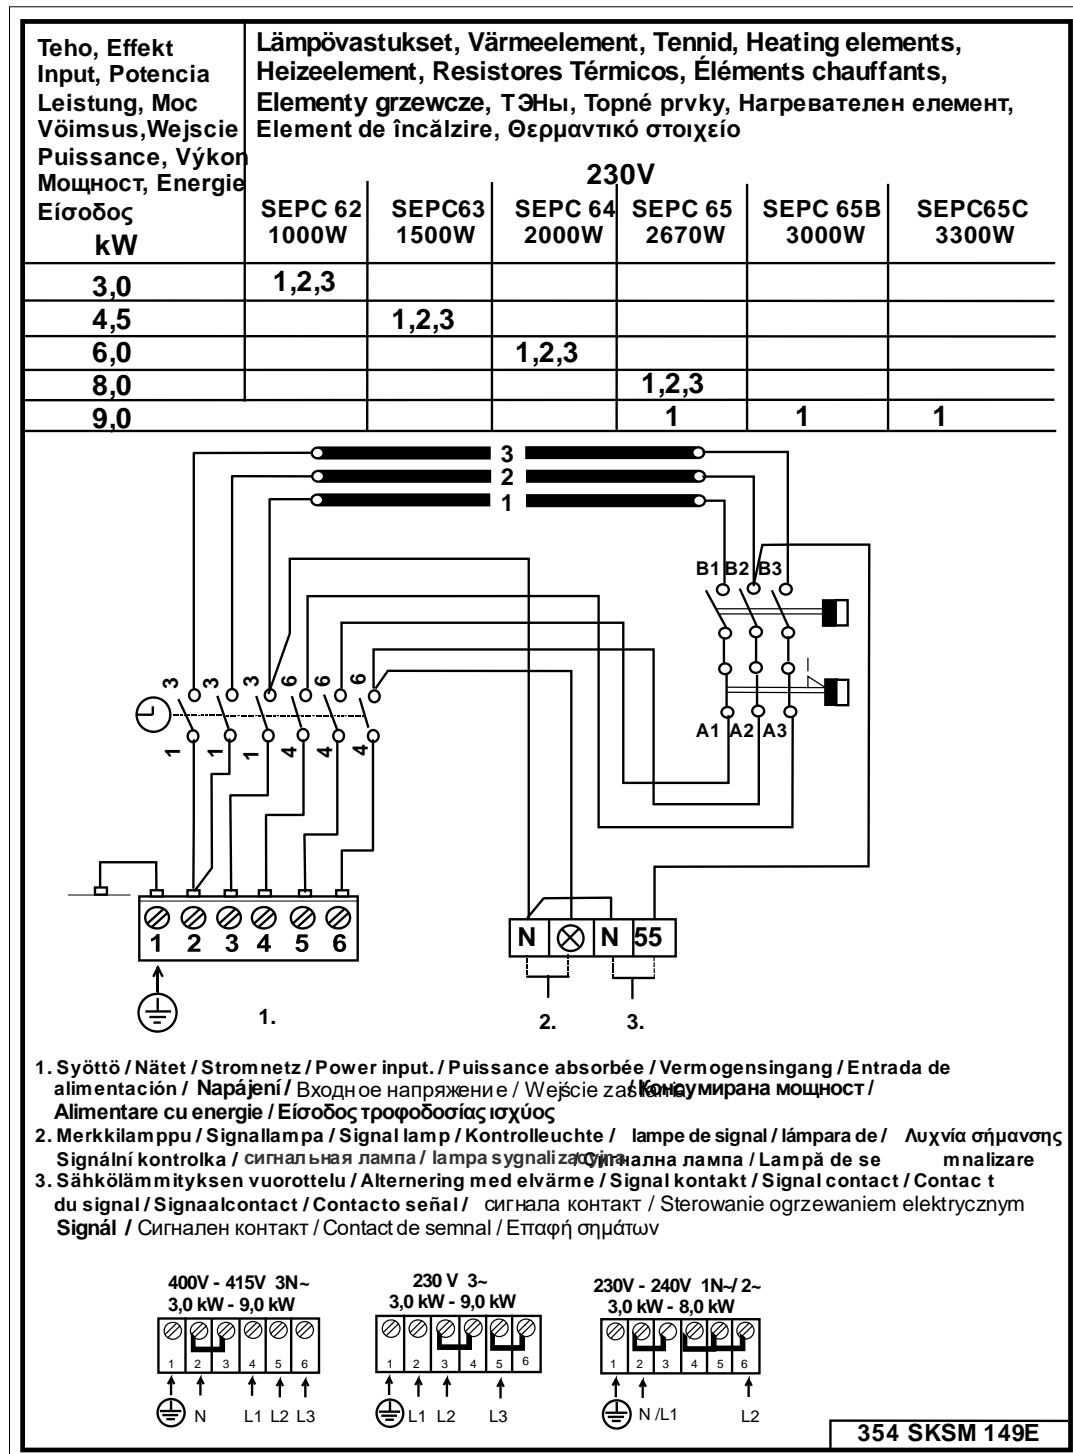 Teho, Effekt
Input, Potencia
Leistung, Moc
Vöimsus,Wejscie
Puissance, Výkon
Мощност, Energie
Είσοδος
kW
Lämpövastukset, Värmeelement, Tennid, Heating elements,
Heizeelement, Resistores Térmicos, Éléments chauffants,
Elementy grzewcze, ТЭНы, Topné prvky, Нагревателен елемент,
Element de încălzire, Θερμαντικό στοιχείο
230V
SEPC 62 SEPC63 SEPC 64 SEPC 65 SEPC 65B SEPC65C
1000W 1500W 2000W 2670W 3000W 3300W
3,0 1,2,3
4,5 1,2,3
6,0 1,2,3
8,0 1,2,3
9,0 1 1 1
3
2
1
B1 B2 B3
3 3 3 6 6 6
A1 A2 A3
1 1 1 4 4 4
N N 55
1 2 3 4 5 6
1. 2. 3.
1. Syöttö / Nätet / Stromnetz / Power input. / Puissance absorbée / Vermogensingang / Entrada de
alimentación / Napájení / Входное напряжение / Wejście zasilania / Консумирана мощност /
Alimentare cu energie / Είσοδος τροφοδοσίας ισχύος
2. Merkkilamppu / Signallampa / Signal lamp / Kontrolleuchte / lampe de signal / lámpara de / Λυχνία σήμανσης
Signální kontrolka / сигнальная лампа / lampa sygnalizacyjna / Сигнална лампа / Lampă de se mnalizare
3. Sähkölämmityksen vuorottelu / Alternering med elvärme / Signal kontakt / Signal contact / Contac t
du signal / Signaalcontact / Contacto señal / сигнала контакт / Sterowanie ogrzewaniem elektrycznym
Signál / Сигнален контакт / Contact de semnal / Επαφή σημάτων
400V - 415V 3N~
3,0 kW - 9,0 kW
1 2 3 4 5 6
N L1 L2 L3
230 V 3~
3,0 kW - 9,0 kW
1 2 3 4 5 6
L1 L2 L3
230V - 240V 1N~/ 2~
3,0 kW - 8,0 kW
1 2 3 4 5 6
N /L1 L2
354 SKSM 149E